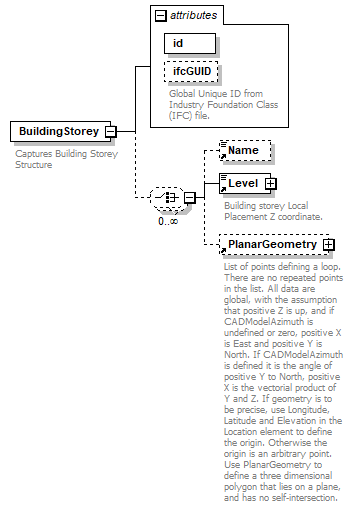 attributes
id
ifcGUID
Global Unique ID from
Industry Foundation Class
(IFC) file.
BuildingStorey
Captures Building Storey
Structure
0..∞
Name
Level
Building storey Local
Placement Z coordinate.
PlanarGeometry
List of points defining a loop.
There are no repeated points
in the list. All data are
global, with the assumption
that positive Z is up, and if
CADModelAzimuth is
undefined or zero, positive X
is East and positive Y is
North. If CADModelAzimuth
is defined it is the angle of
positive Y to North, positive
X is the vectorial product of
Y and Z. If geometry is to
be precise, use Longitude,
Latitude and Elevation in the
Location element to define
the origin. Otherwise the
origin is an arbitrary point.
Use PlanarGeometry to
define a three dimensional
polygon that lies on a plane,
and has no self-intersection.